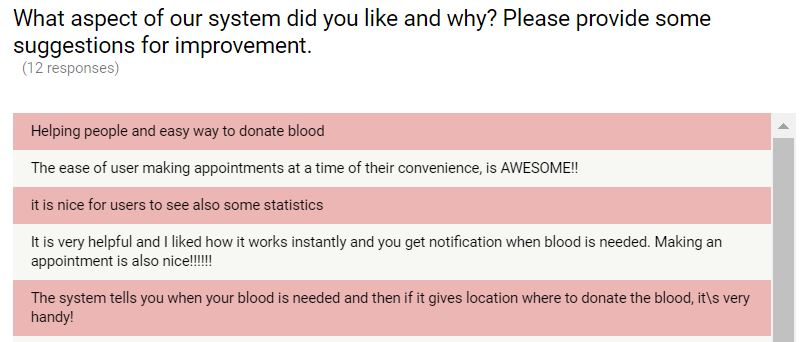 What aspect of our system did you like and why? Please provide some
suggestions for improvement.
(12 responses)
Helping people and easy way to donate blood
The ease of user making appointments at a time of their convenience, is AWESOME!!
it is nice for users to see also some statistics
It is very helpful and I liked how it works instantly and you get notification when blood is needed. Making an
appointment is also nice!!!!!!
The system tells you when your blood is needed and then if it gives location where to donate the blood, it\s very
handy!